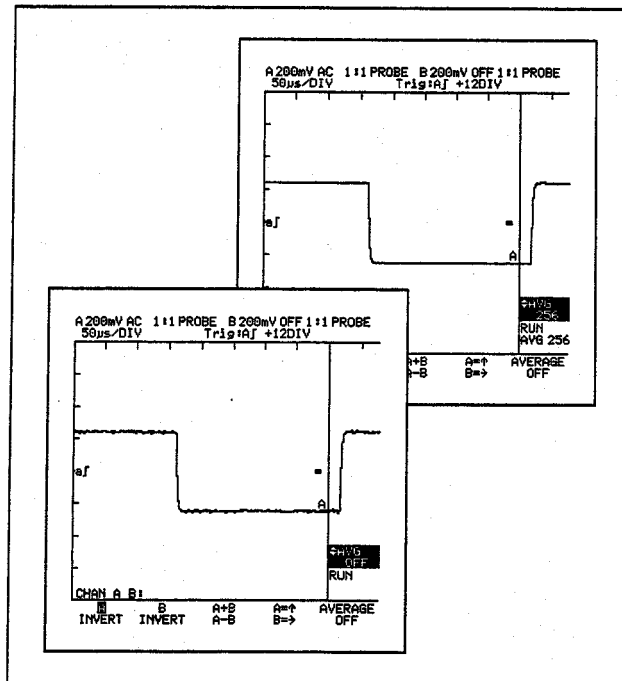 A 200mV AC 1:1 PROBE B 200mV OFF 1:1 PROBE
50µs/DIV Trig:A∫ +12DIV
a∫
A
≑AVG
256
RUN
AVG 256
A+B A=↑ AVERAGE
A-B B=→ OFF
A 200mV AC 1:1 PROBE B 200mV OFF 1:1 PROBE
50µs/DIV Trig:A∫ +12DIV
a∫
A
≑AVG
OFF
RUN
CHAN A B:
A B A+B A=↑ AVERAGE
INVERT INVERT A-B B=→ OFF